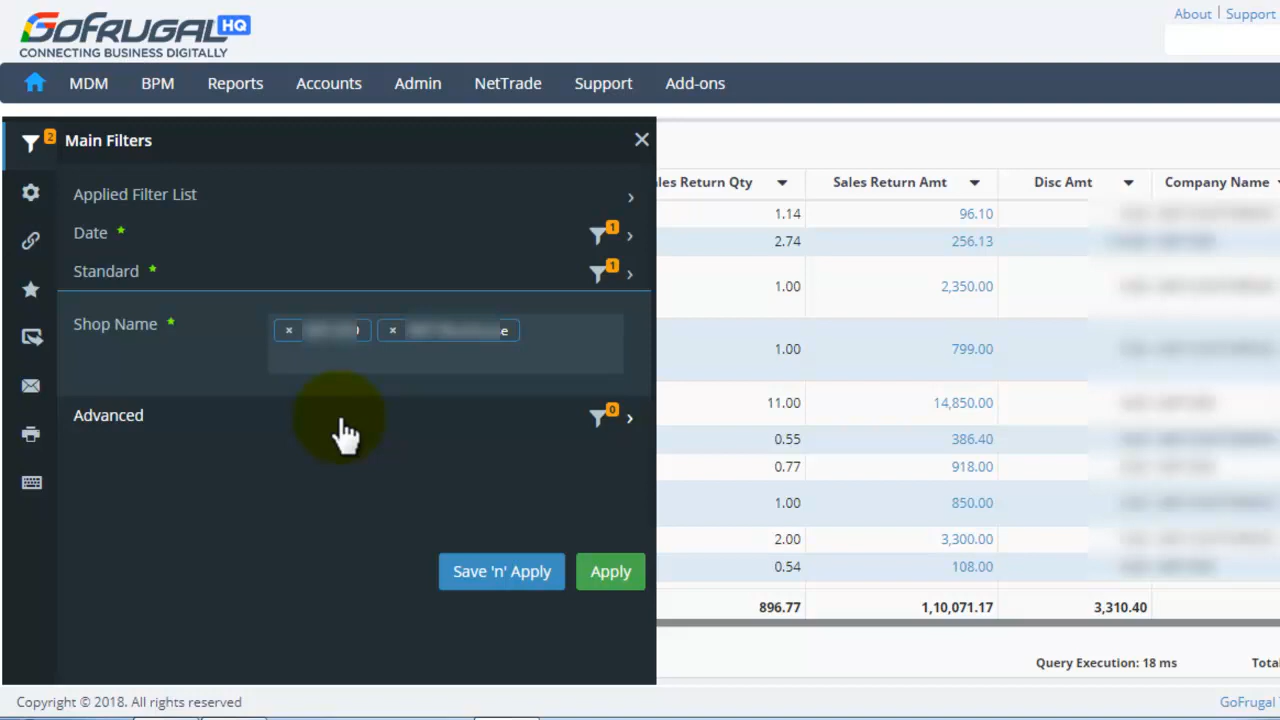 GOFRUGAL HQ
CONNECTING BUSINESS DIGITALLY
About | Support
MDM BPM Reports Accounts Admin NetTrade Support Add-ons
2 Main Filters
Applied Filter List
Date * 1
Standard * 1
Shop Name *
Advanced 0
Save 'n' Apply Apply
les Return Qty Sales Return Amt Disc Amt Company Name
1.14 96.10
2.74 256.13
1.00 2,350.00
1.00 799.00
11.00 14,850.00
0.55 386.40
0.77 918.00
1.00 850.00
2.00 3,300.00
0.54 108.00
896.77 1,10,071.17 3,310.40
Query Execution: 18 ms Tota
Copyright © 2018. All rights reserved GoFrugal